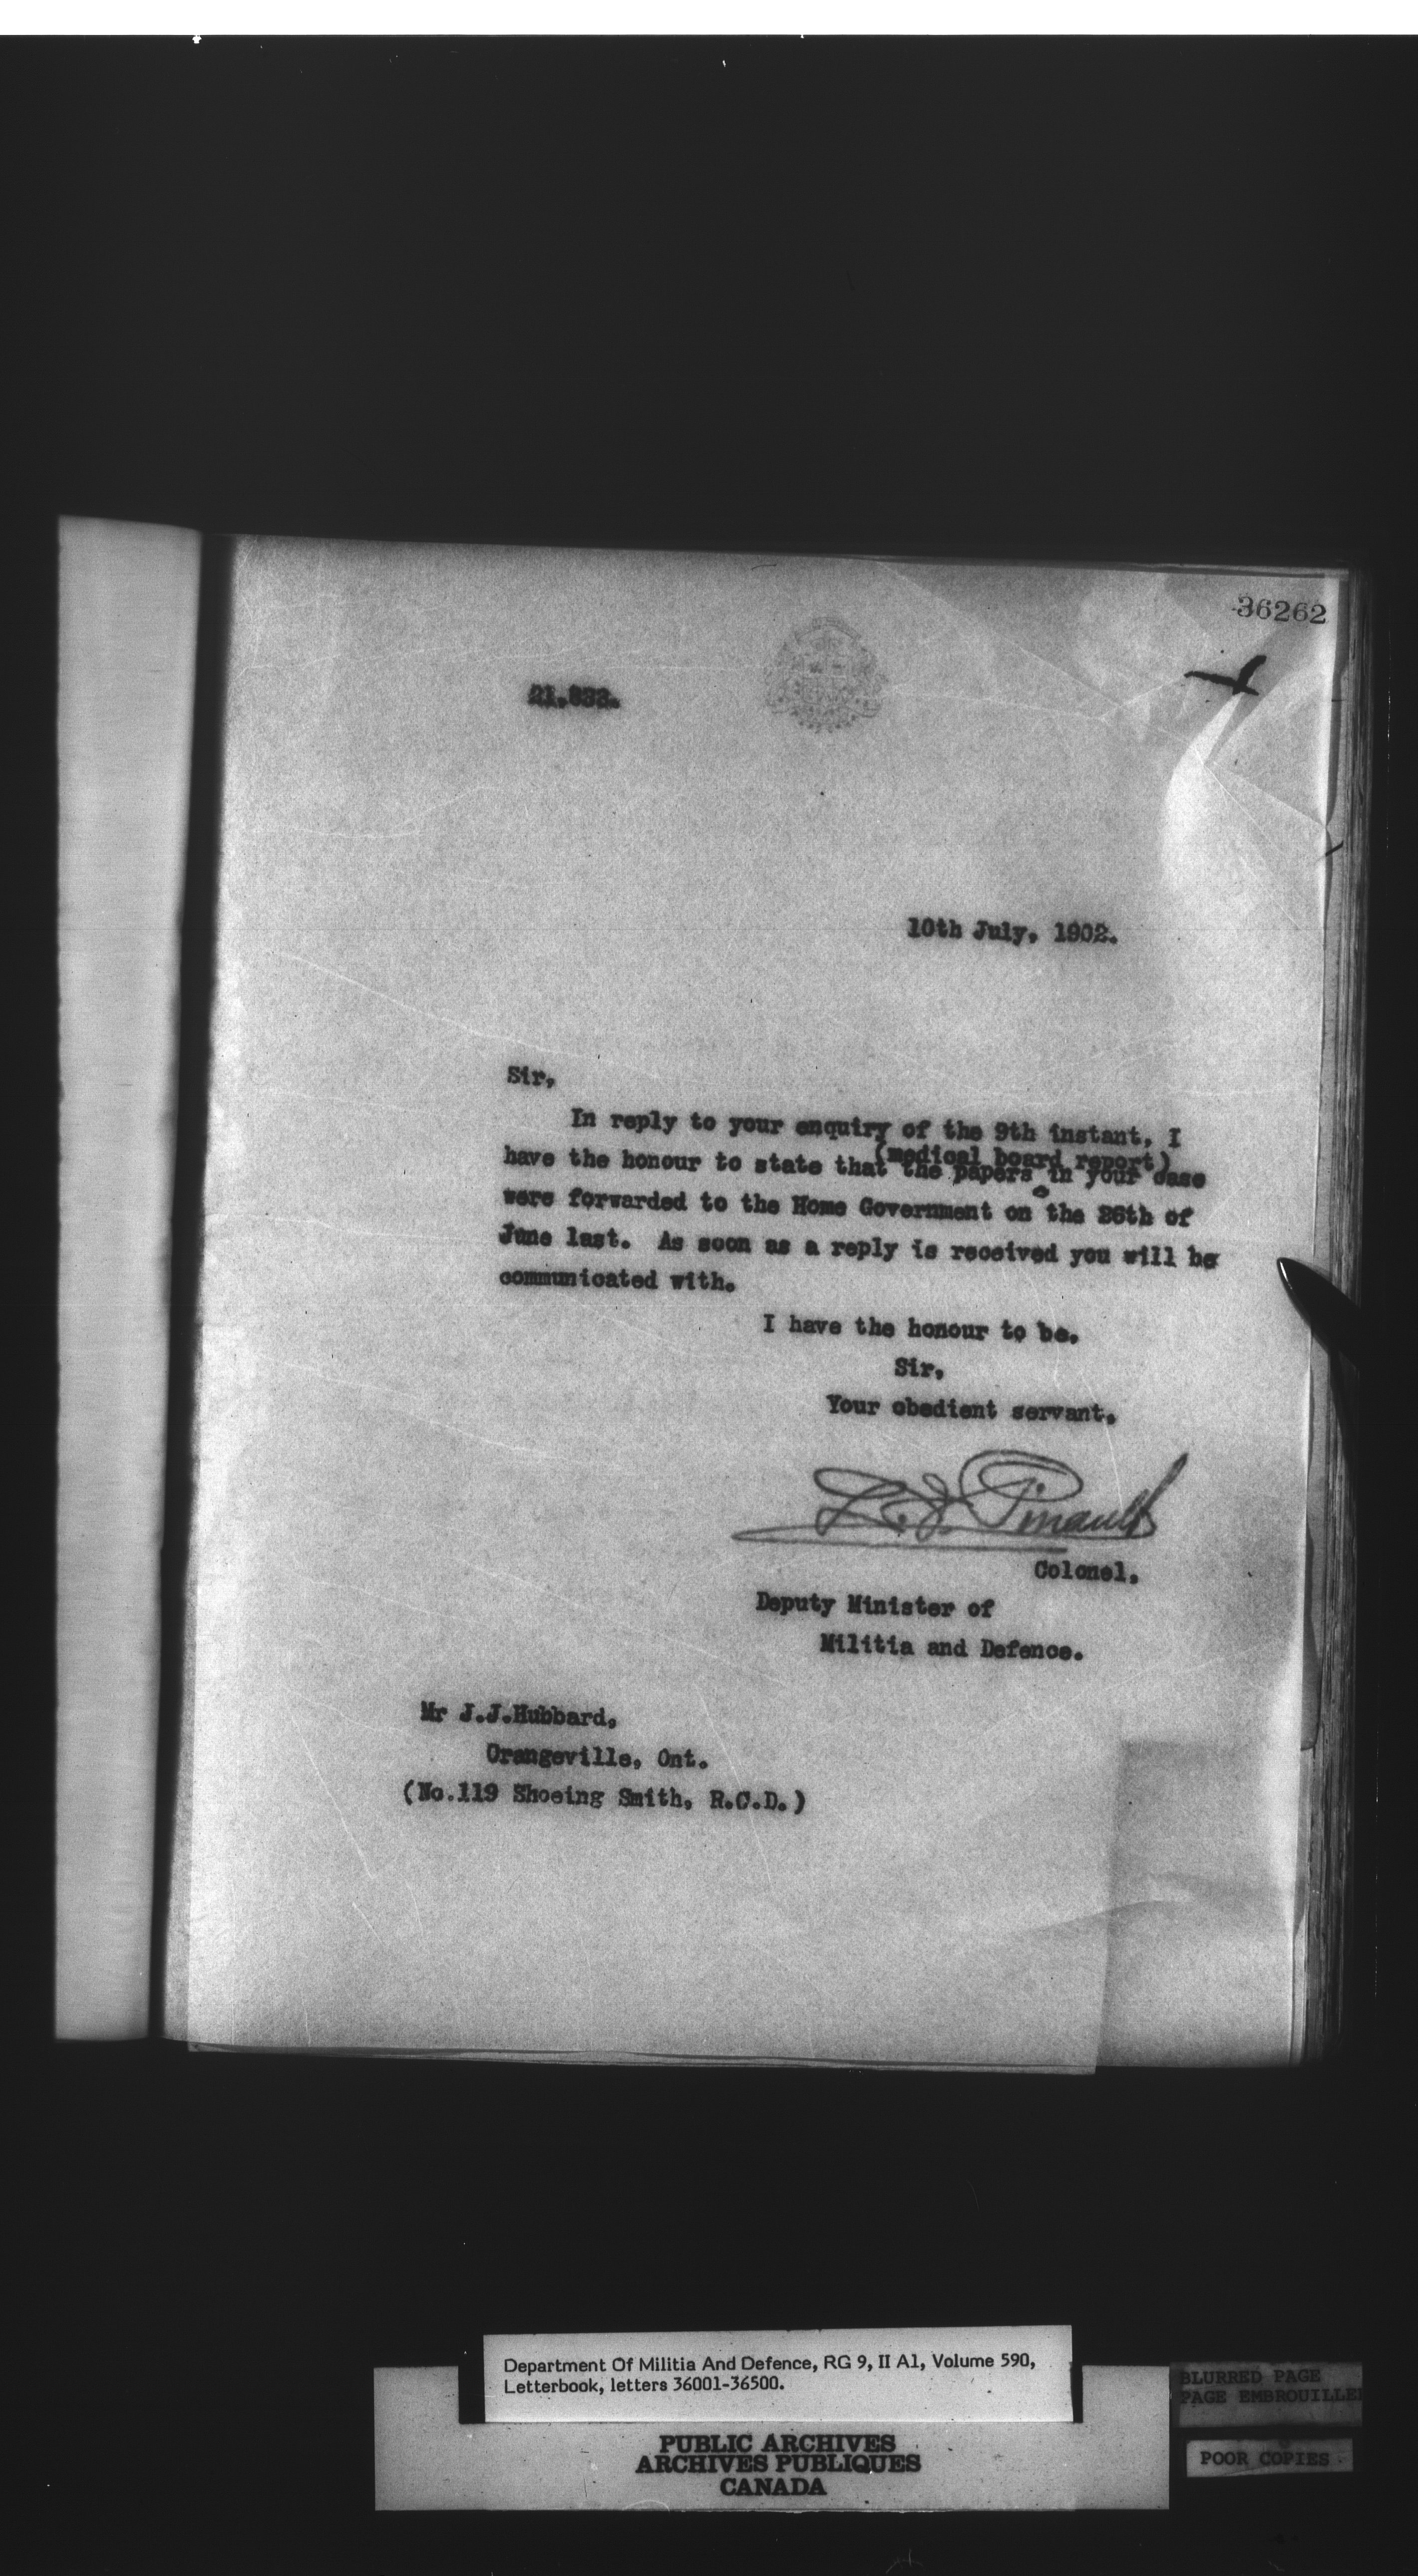 36262
10th July, 1902.
Sir,
In reply to your enquiry of the 9th instant, I
(medical board report)
have the honour to state that the papers in your case
were forwarded to the Home Government on the 26th of
June last. As soon as a reply is received you will be
communicated with.
I have the honour to be,
Sir,
Your obedient servant,
L. F. Pinault
Colonel,
Deputy Minister of
Militia and Defence.
Mr J.J.Hubbard,
Orangeville, Ont.
(No.119 Shoeing Smith, R.C.D.)
Department Of Militia And Defence, RG 9, II A1, Volume 590,
Letterbook, letters 36001-36500.
PUBLIC ARCHIVES
ARCHIVES PUBLIQUES
CANADA
BLURRED PAGE
PAGE EMBROUILLEE
POOR COPIES